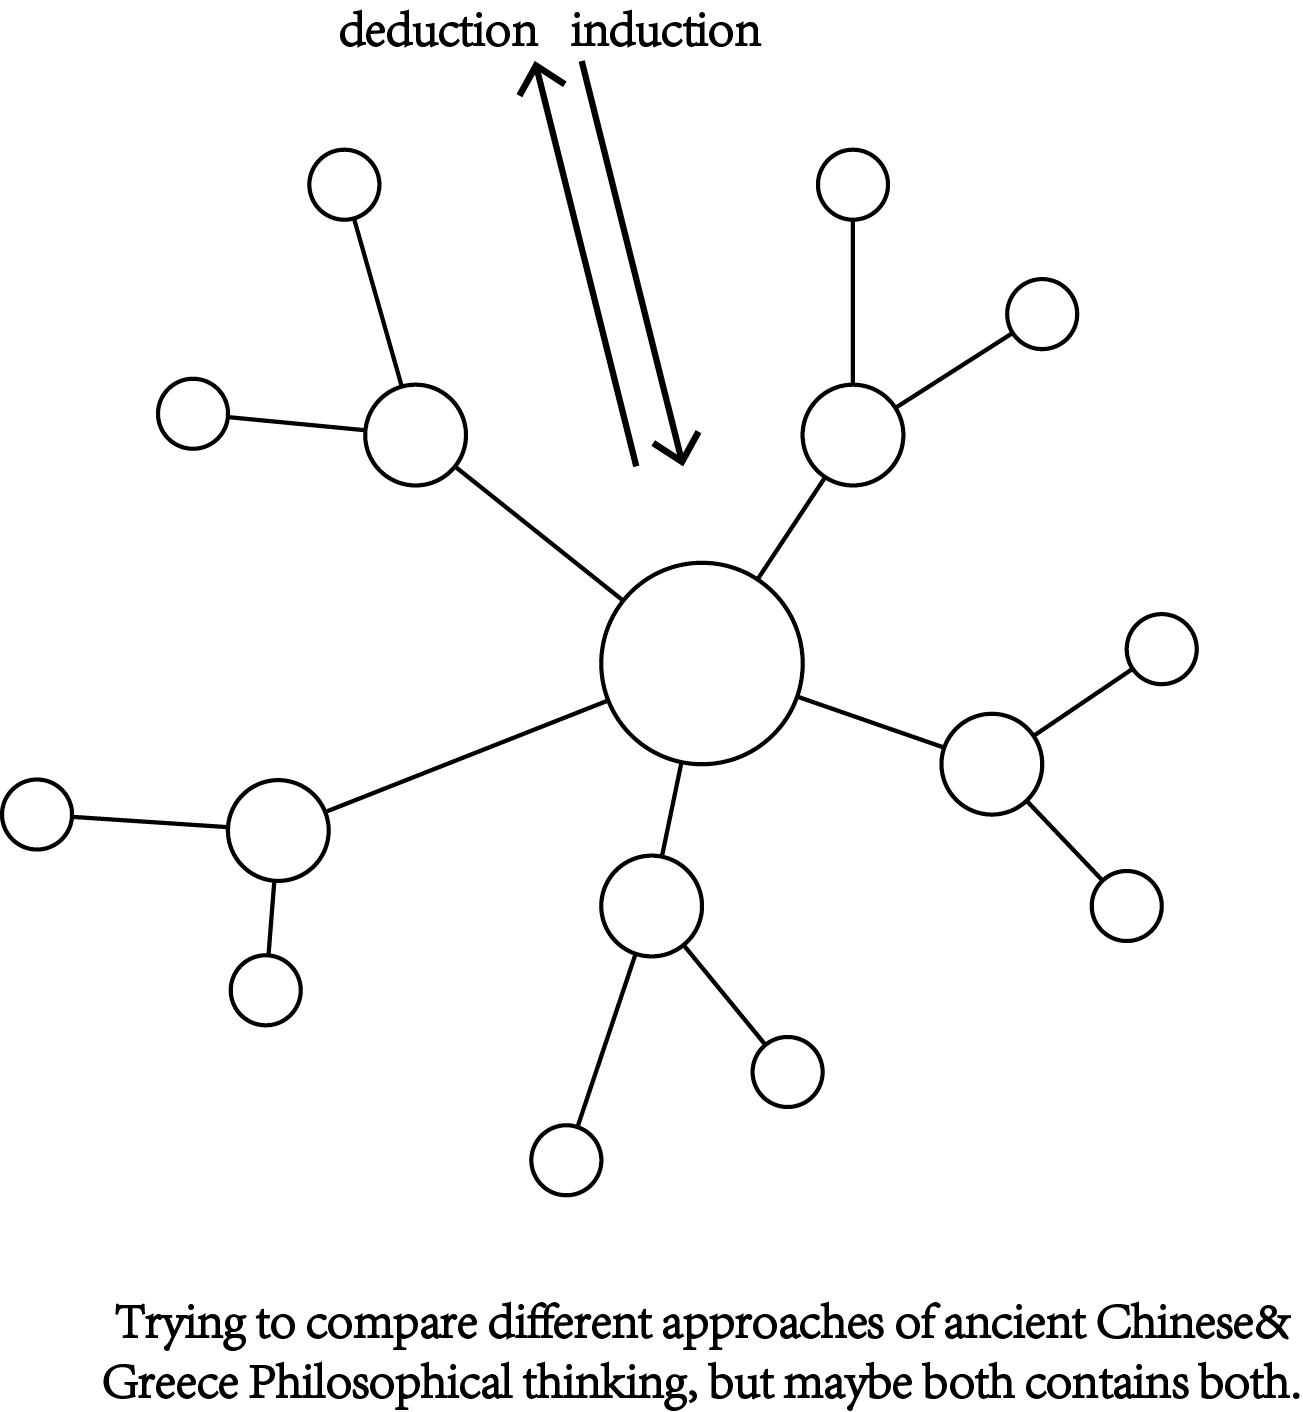 deduction induction
Trying to compare different approaches of ancient Chinese&
Greece Philosophical thinking, but maybe both contains both.